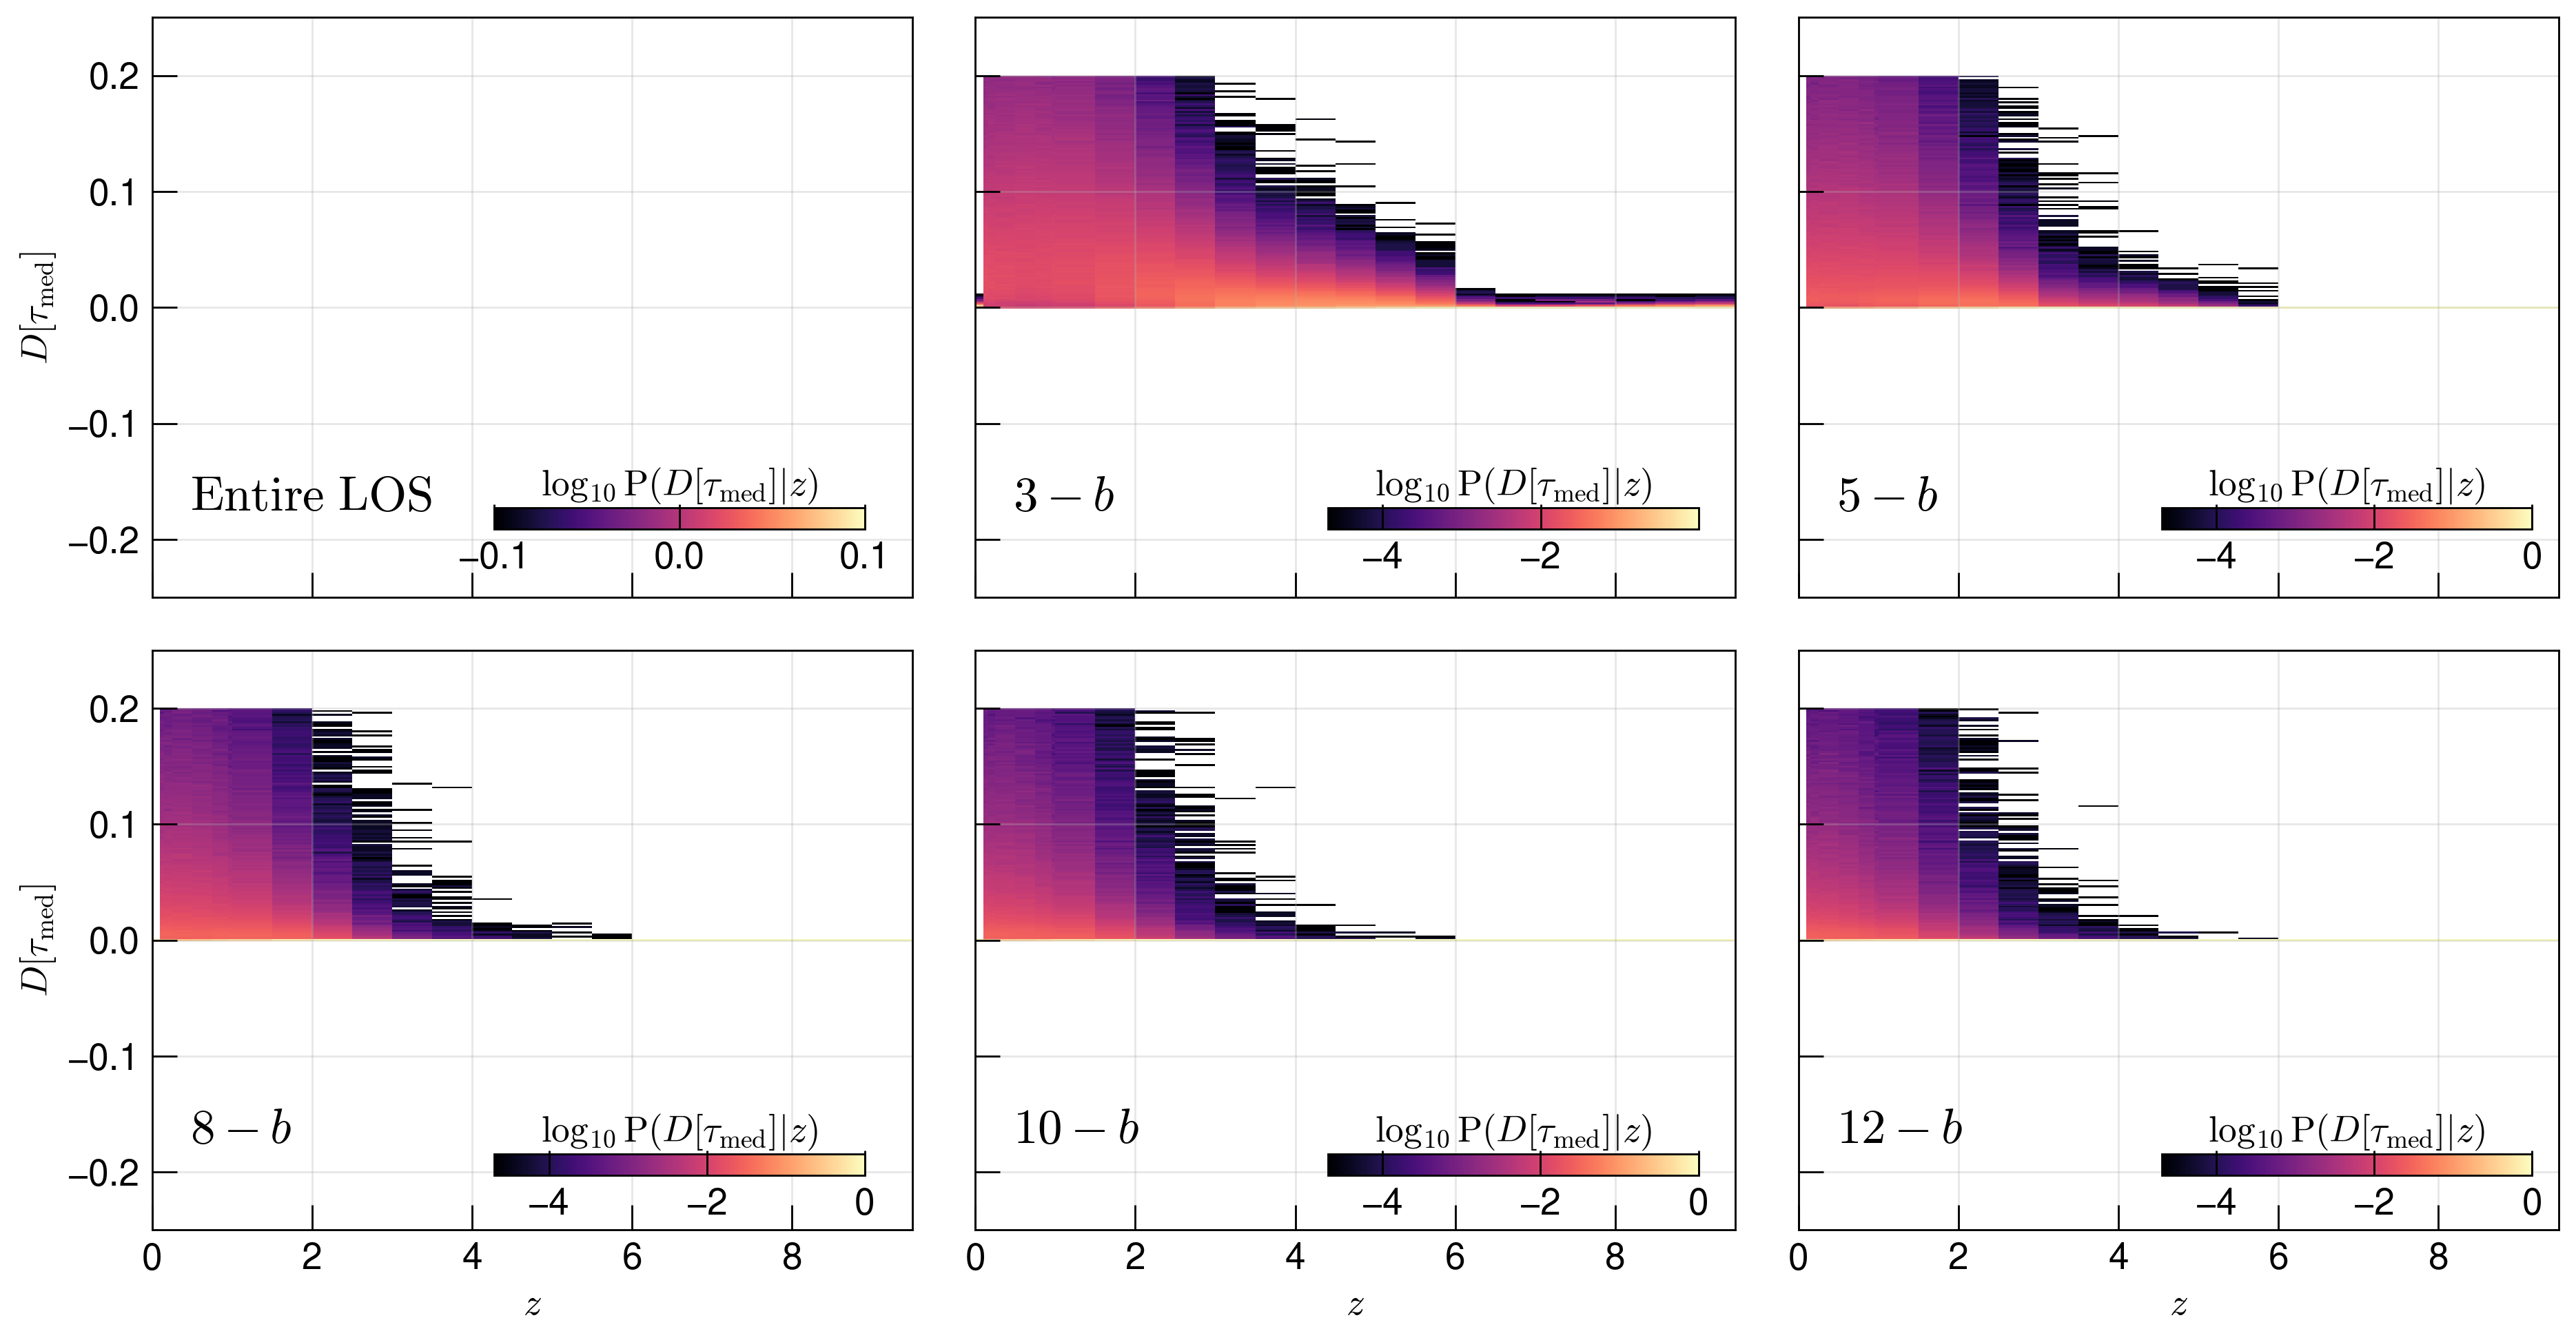 D[τ_med]
0.2
0.1
0.0
−0.1
−0.2
Entire LOS
log₁₀ P(D[τ_med]|z)
−0.1 0.0 0.1
3 − b
log₁₀ P(D[τ_med]|z)
−4 −2
5 − b
log₁₀ P(D[τ_med]|z)
−4 −2 0
D[τ_med]
0.2
0.1
0.0
−0.1
−0.2
8 − b
log₁₀ P(D[τ_med]|z)
−4 −2 0
0 2 4 6 8
z
10 − b
log₁₀ P(D[τ_med]|z)
−4 −2 0
0 2 4 6 8
z
12 − b
log₁₀ P(D[τ_med]|z)
−4 −2 0
0 2 4 6 8
z